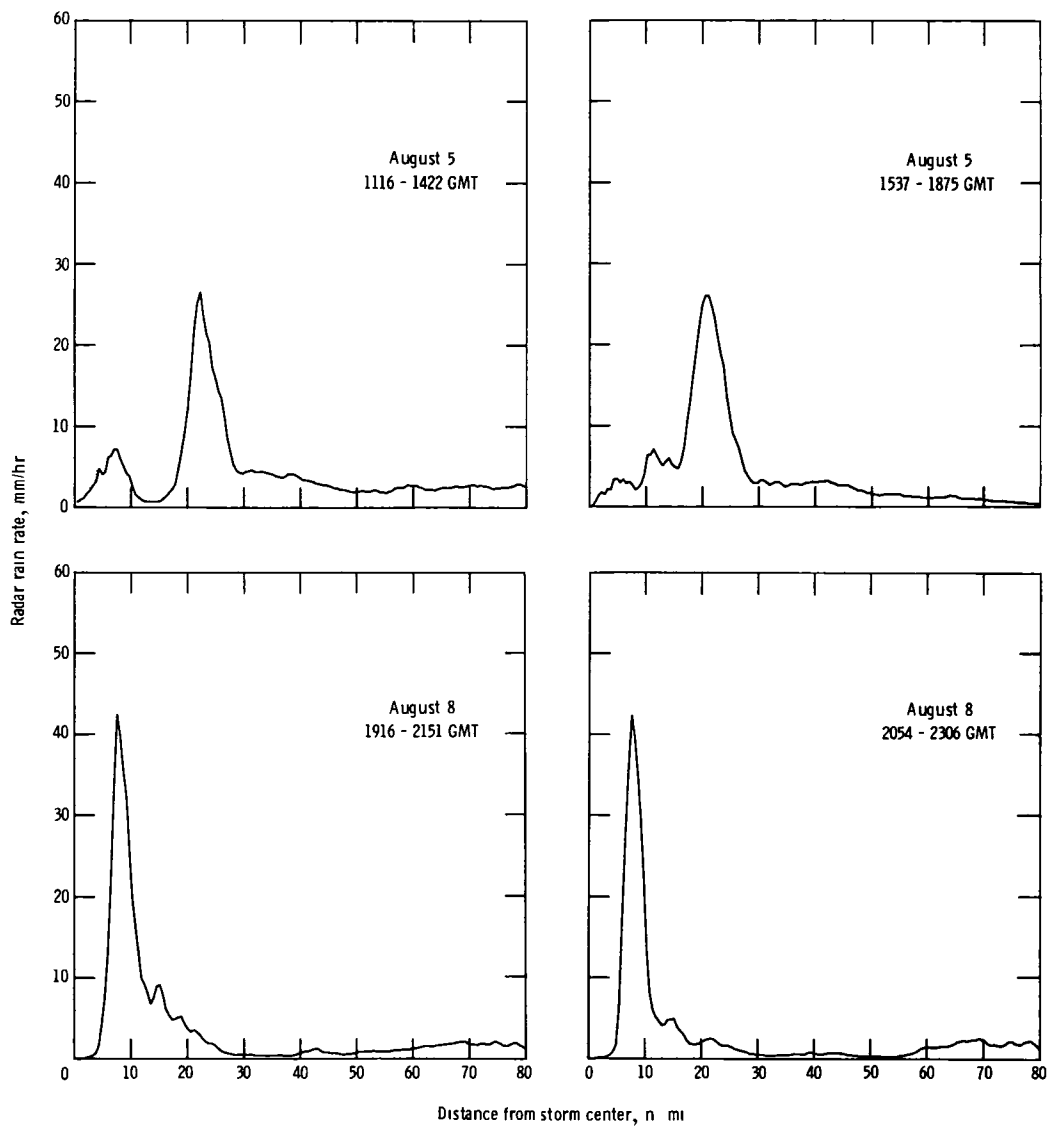 60
50
40
30
20
10
0
August 5
1116 - 1422 GMT
August 5
1537 - 1875 GMT
Radar rain rate, mm/hr
60
50
40
30
20
10
August 8
1916 - 2151 GMT
August 8
2054 - 2306 GMT
0 10 20 30 40 50 60 70 80
0 10 20 30 40 50 60 70 80
Distance from storm center, n mi